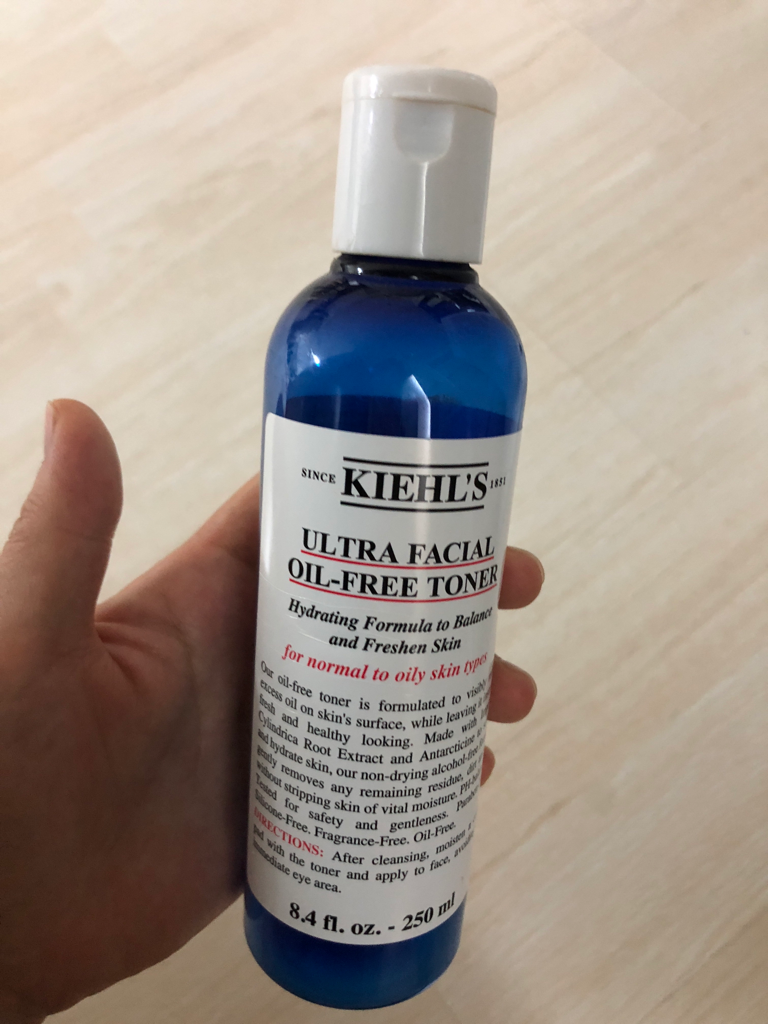 SINCE KIEHL'S 1851
ULTRA FACIAL
OIL-FREE TONER
Hydrating Formula to Balance
and Freshen Skin
for normal to oily skin types
Our oil-free toner is formulated to visibly
excess oil on skin's surface, while leaving it
fresh and healthy looking. Made with
Cylindrica Root Extract and Antarcticine
and hydrate skin, our non-drying alcohol-free
gently removes any remaining residue,
without stripping skin of vital moisture.
Tested for safety and gentleness.
Silicone-Free. Fragrance-Free. Oil-Free.
DIRECTIONS: After cleansing, moisten
pad with the toner and apply to face,
immediate eye area.
8.4 fl. oz. - 250 ml